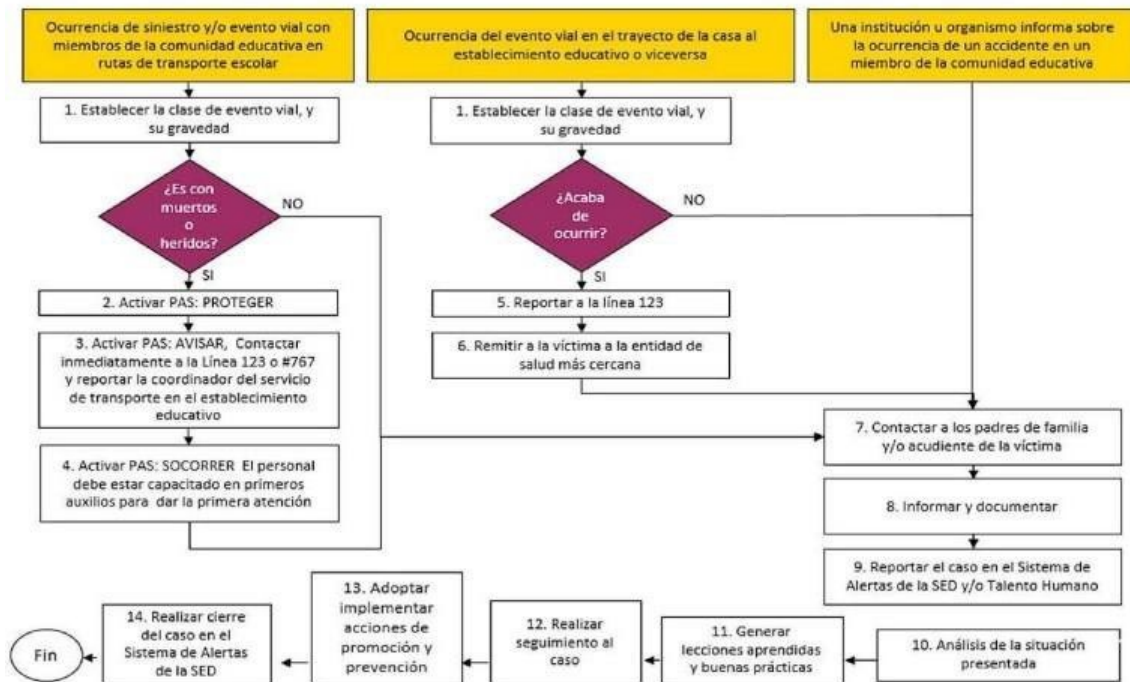 Ocurrencia de siniestro y/o evento vial con
miembros de la comunidad educativa en
rutas de transporte escolar
Ocurrencia del evento vial en el trayecto de la casa al
establecimiento educativo o viceversa
Una institución u organismo informa sobre
la ocurrencia de un accidente en un
miembro de la comunidad educativa
1. Establecer la clase de evento vial, y
su gravedad
1. Establecer la clase de evento vial, y
su gravedad
¿Es con
muertos
o
heridos?
NO
SI
¿Acaba
de
ocurrir?
NO
SI
2. Activar PAS: PROTEGER
3. Activar PAS: AVISAR, Contactar
inmediatamente a la Línea 123 o #767
y reportar la coordinador del servicio
de transporte en el establecimiento
educativo
4. Activar PAS: SOCORRER El personal
debe estar capacitado en primeros
auxilios para dar la primera atención
5. Reportar a la línea 123
6. Remitir a la víctima a la entidad de
salud más cercana
7. Contactar a los padres de familia
y/o acudiente de la víctima
8. Informar y documentar
9. Reportar el caso en el Sistema de
Alertas de la SED y/o Talento Humano
10. Análisis de la situación
presentada
11. Generar
lecciones aprendidas
y buenas prácticas
12. Realizar
seguimiento al
caso
13. Adoptar
implementar
acciones de
promoción y
prevención
14. Realizar cierre
del caso en el
Sistema de Alertas
de la SED
Fin